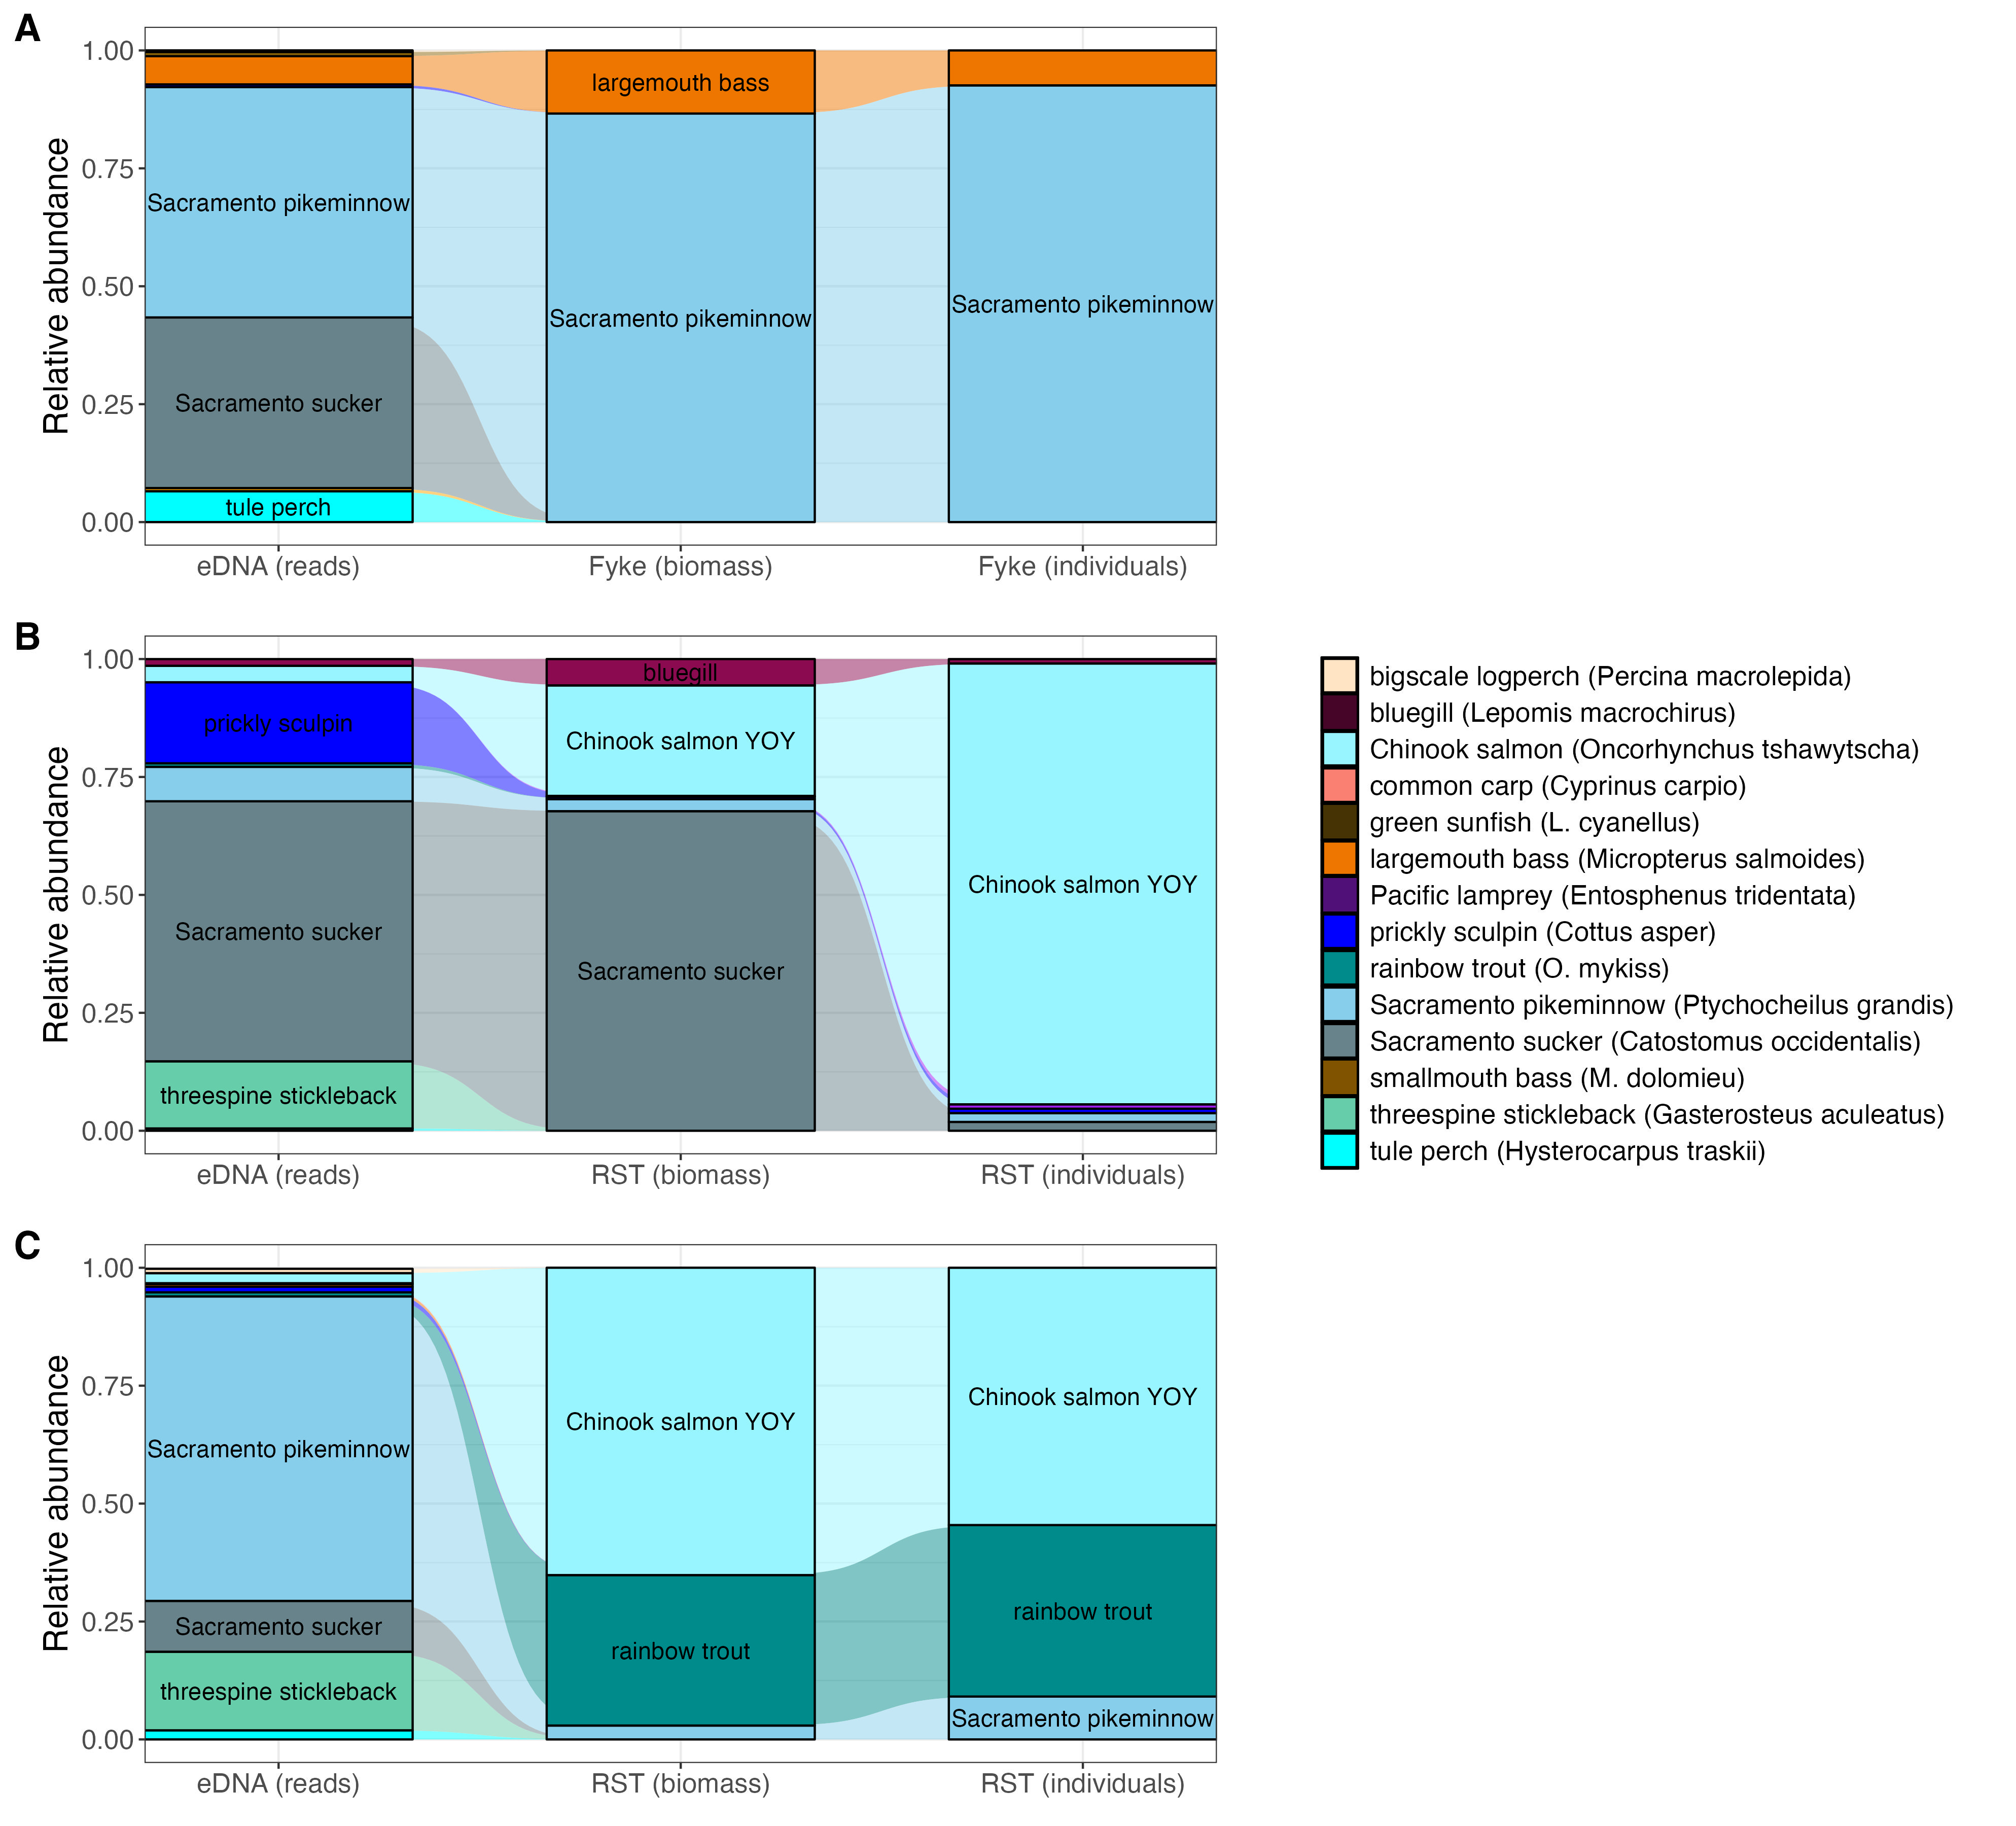 A
Relative abundance
1.00
0.75
0.50
0.25
0.00
largemouth bass
Sacramento pikeminnow
Sacramento pikeminnow
Sacramento pikeminnow
Sacramento sucker
tule perch
eDNA (reads)
Fyke (biomass)
Fyke (individuals)
B
Relative abundance
1.00
0.75
0.50
0.25
0.00
bluegill
prickly sculpin
Chinook salmon YOY
Chinook salmon YOY
Sacramento sucker
Sacramento sucker
threespine stickleback
eDNA (reads)
RST (biomass)
RST (individuals)
bigscale logperch (Percina macrolepida)
bluegill (Lepomis macrochirus)
Chinook salmon (Oncorhynchus tshawytscha)
common carp (Cyprinus carpio)
green sunfish (L. cyanellus)
largemouth bass (Micropterus salmoides)
Pacific lamprey (Entosphenus tridentata)
prickly sculpin (Cottus asper)
rainbow trout (O. mykiss)
Sacramento pikeminnow (Ptychocheilus grandis)
Sacramento sucker (Catostomus occidentalis)
smallmouth bass (M. dolomieu)
threespine stickleback (Gasterosteus aculeatus)
tule perch (Hysterocarpus traskii)
C
Relative abundance
1.00
0.75
0.50
0.25
0.00
Chinook salmon YOY
Chinook salmon YOY
Sacramento pikeminnow
rainbow trout
Sacramento sucker
rainbow trout
threespine stickleback
Sacramento pikeminnow
eDNA (reads)
RST (biomass)
RST (individuals)